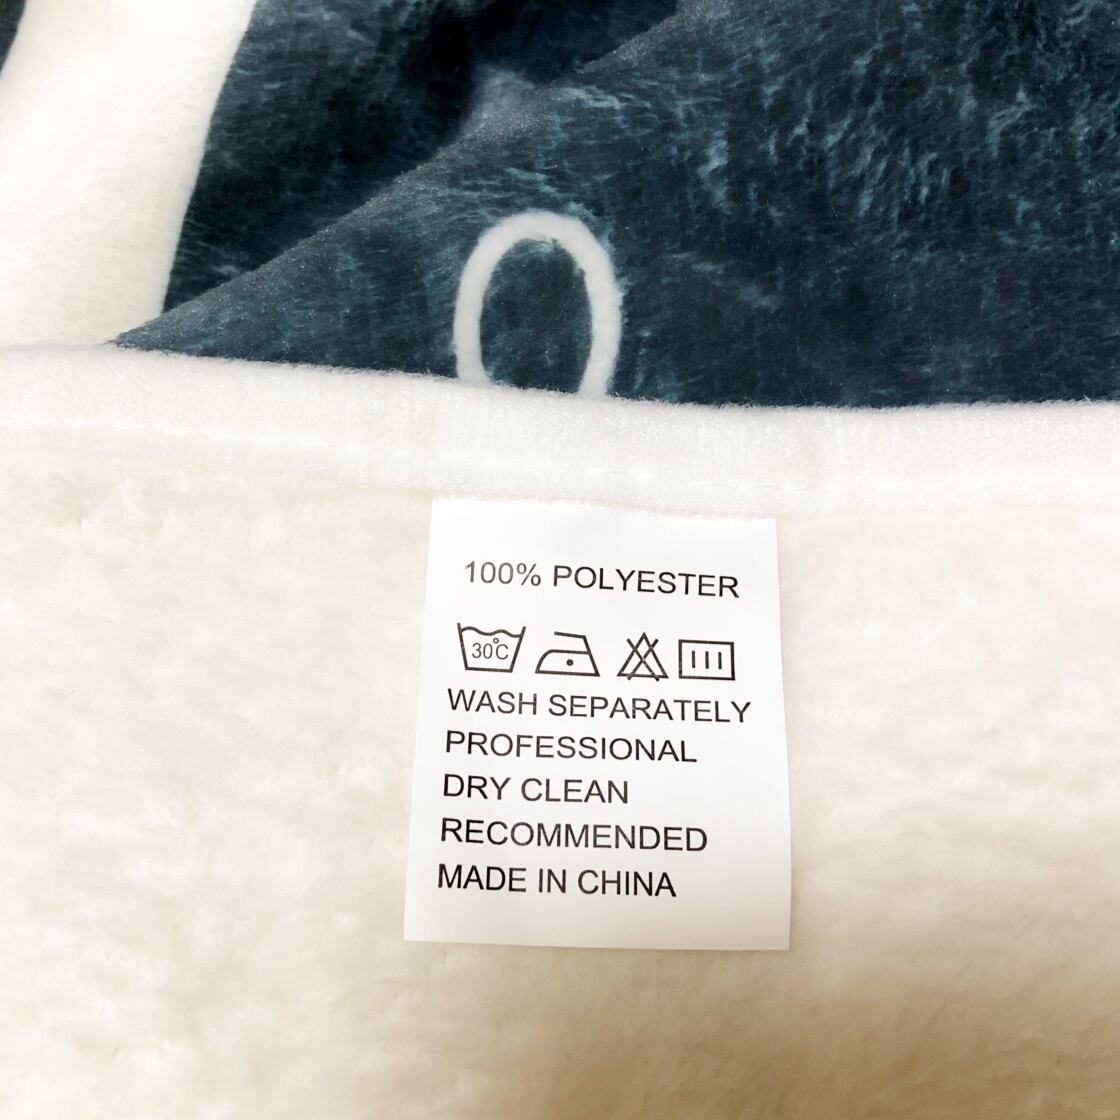 100% POLYESTER
30°C
WASH SEPARATELY
PROFESSIONAL
DRY CLEAN
RECOMMENDED
MADE IN CHINA